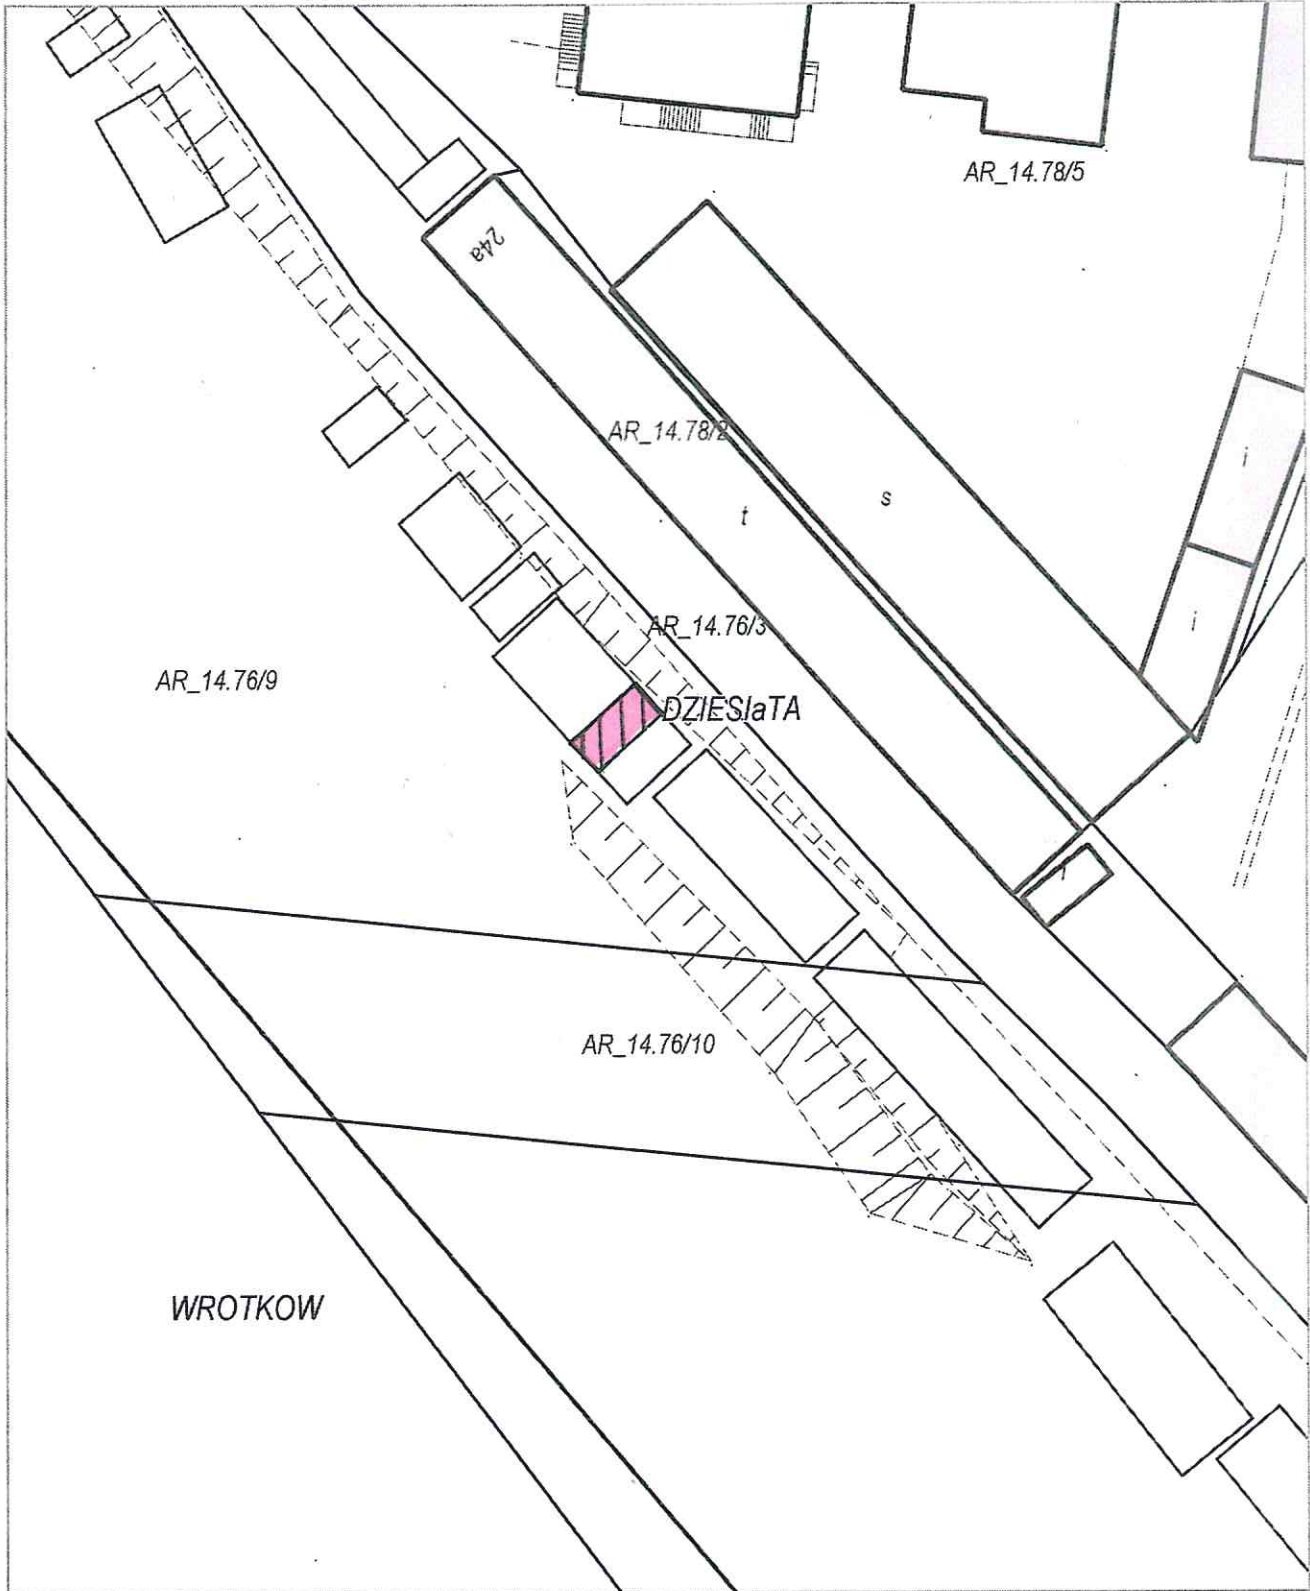 AR_14.78/5
24a
AR_14.78/2
s
t
i
AR_14.76/3
i
AR_14.76/9
DZIESIaTA
AR_14.76/10
WROTKOW